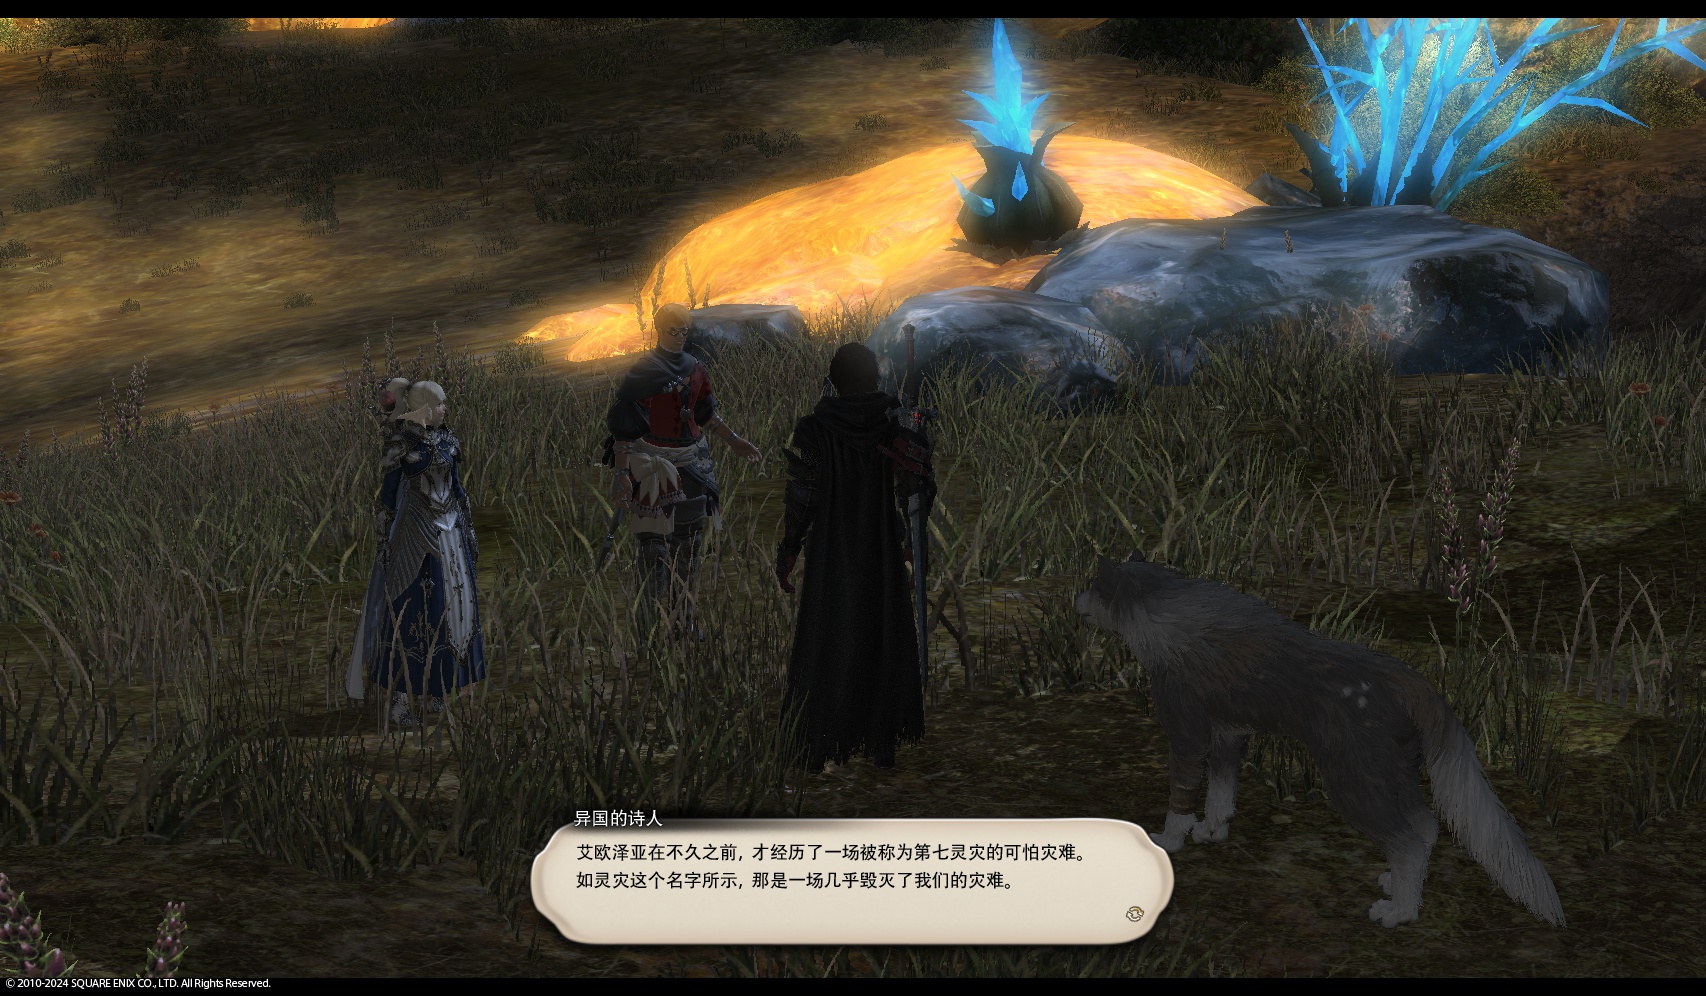 异国的诗人
艾欧泽亚在不久之前，才经历了一场被称为第七灵灾的可怕灾难。
如灵灾这个名字所示，那是一场几乎毁灭了我们的灾难。
© 2010-2024 SQUARE ENIX CO., LTD. All Rights Reserved.